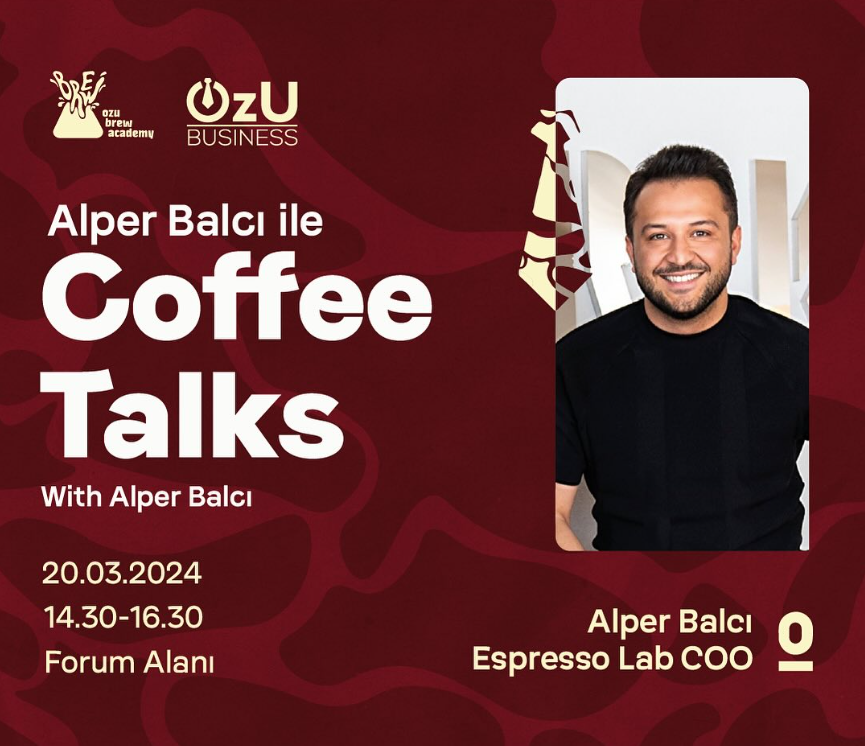 BREW
ozu
brew
academy
OzU
BUSINESS
Alper Balcı ile
Coffee
Talks
With Alper Balcı
20.03.2024
14.30-16.30
Forum Alanı
Alper Balcı
Espresso Lab COO